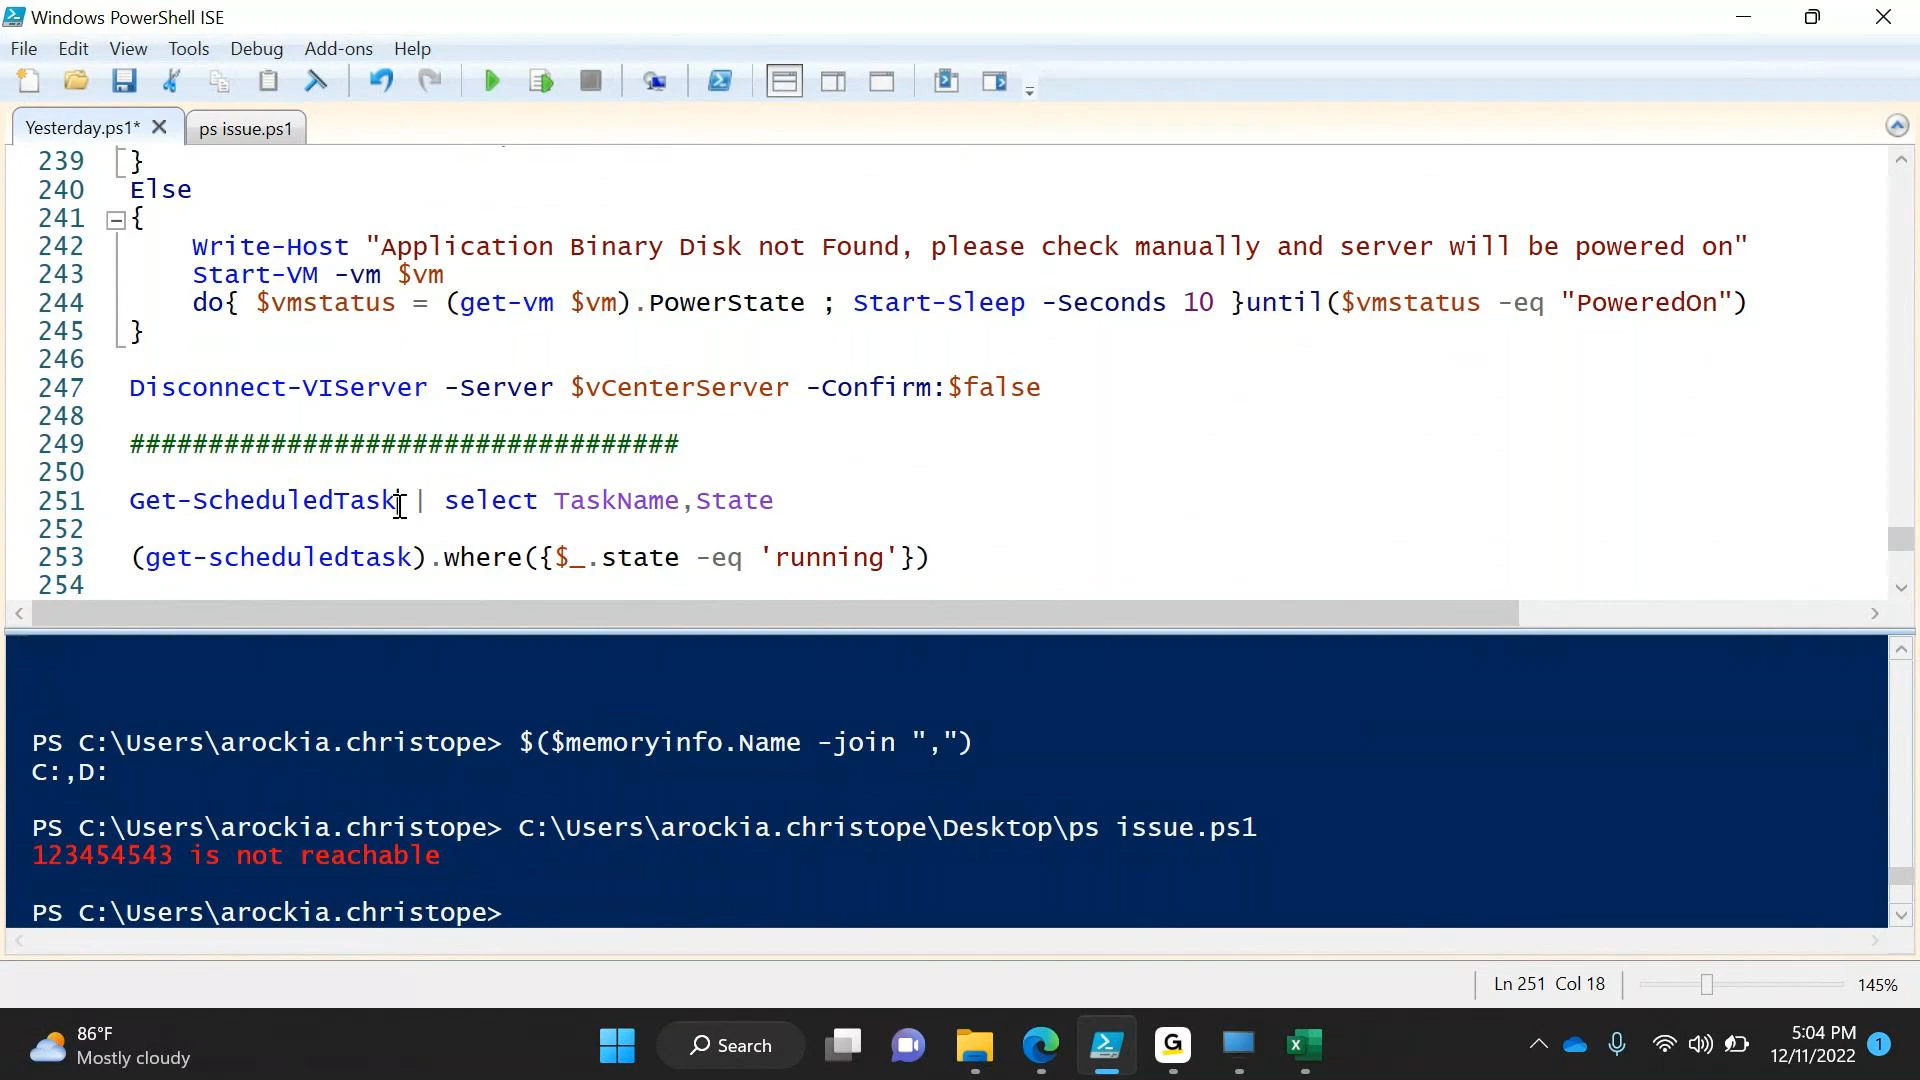 Windows PowerShell ISE
File Edit View Tools Debug Add-ons Help
Yesterday.ps1* ps issue.ps1
239 }
240 Else
241 {
242 Write-Host "Application Binary Disk not Found, please check manually and server will be powered on"
243 Start-VM -vm $vm
244 do{ $vmstatus = (get-vm $vm).PowerState ; Start-Sleep -Seconds 10 }until($vmstatus -eq "PoweredOn")
245 }
246
247 Disconnect-VIServer -Server $vCenterServer -Confirm:$false
248
249 ###################################
250
251 Get-ScheduledTask | select TaskName,State
252
253 (get-scheduledtask).where({$_.state -eq 'running'})
254
PS C:\Users\arockia.christope> $($memoryinfo.Name -join ",")
C:,D:
PS C:\Users\arockia.christope> C:\Users\arockia.christope\Desktop\ps issue.ps1
123454543 is not reachable
PS C:\Users\arockia.christope>
Ln 251 Col 18 145%
86°F
Mostly cloudy
Search
G
5:04 PM
12/11/2022
1